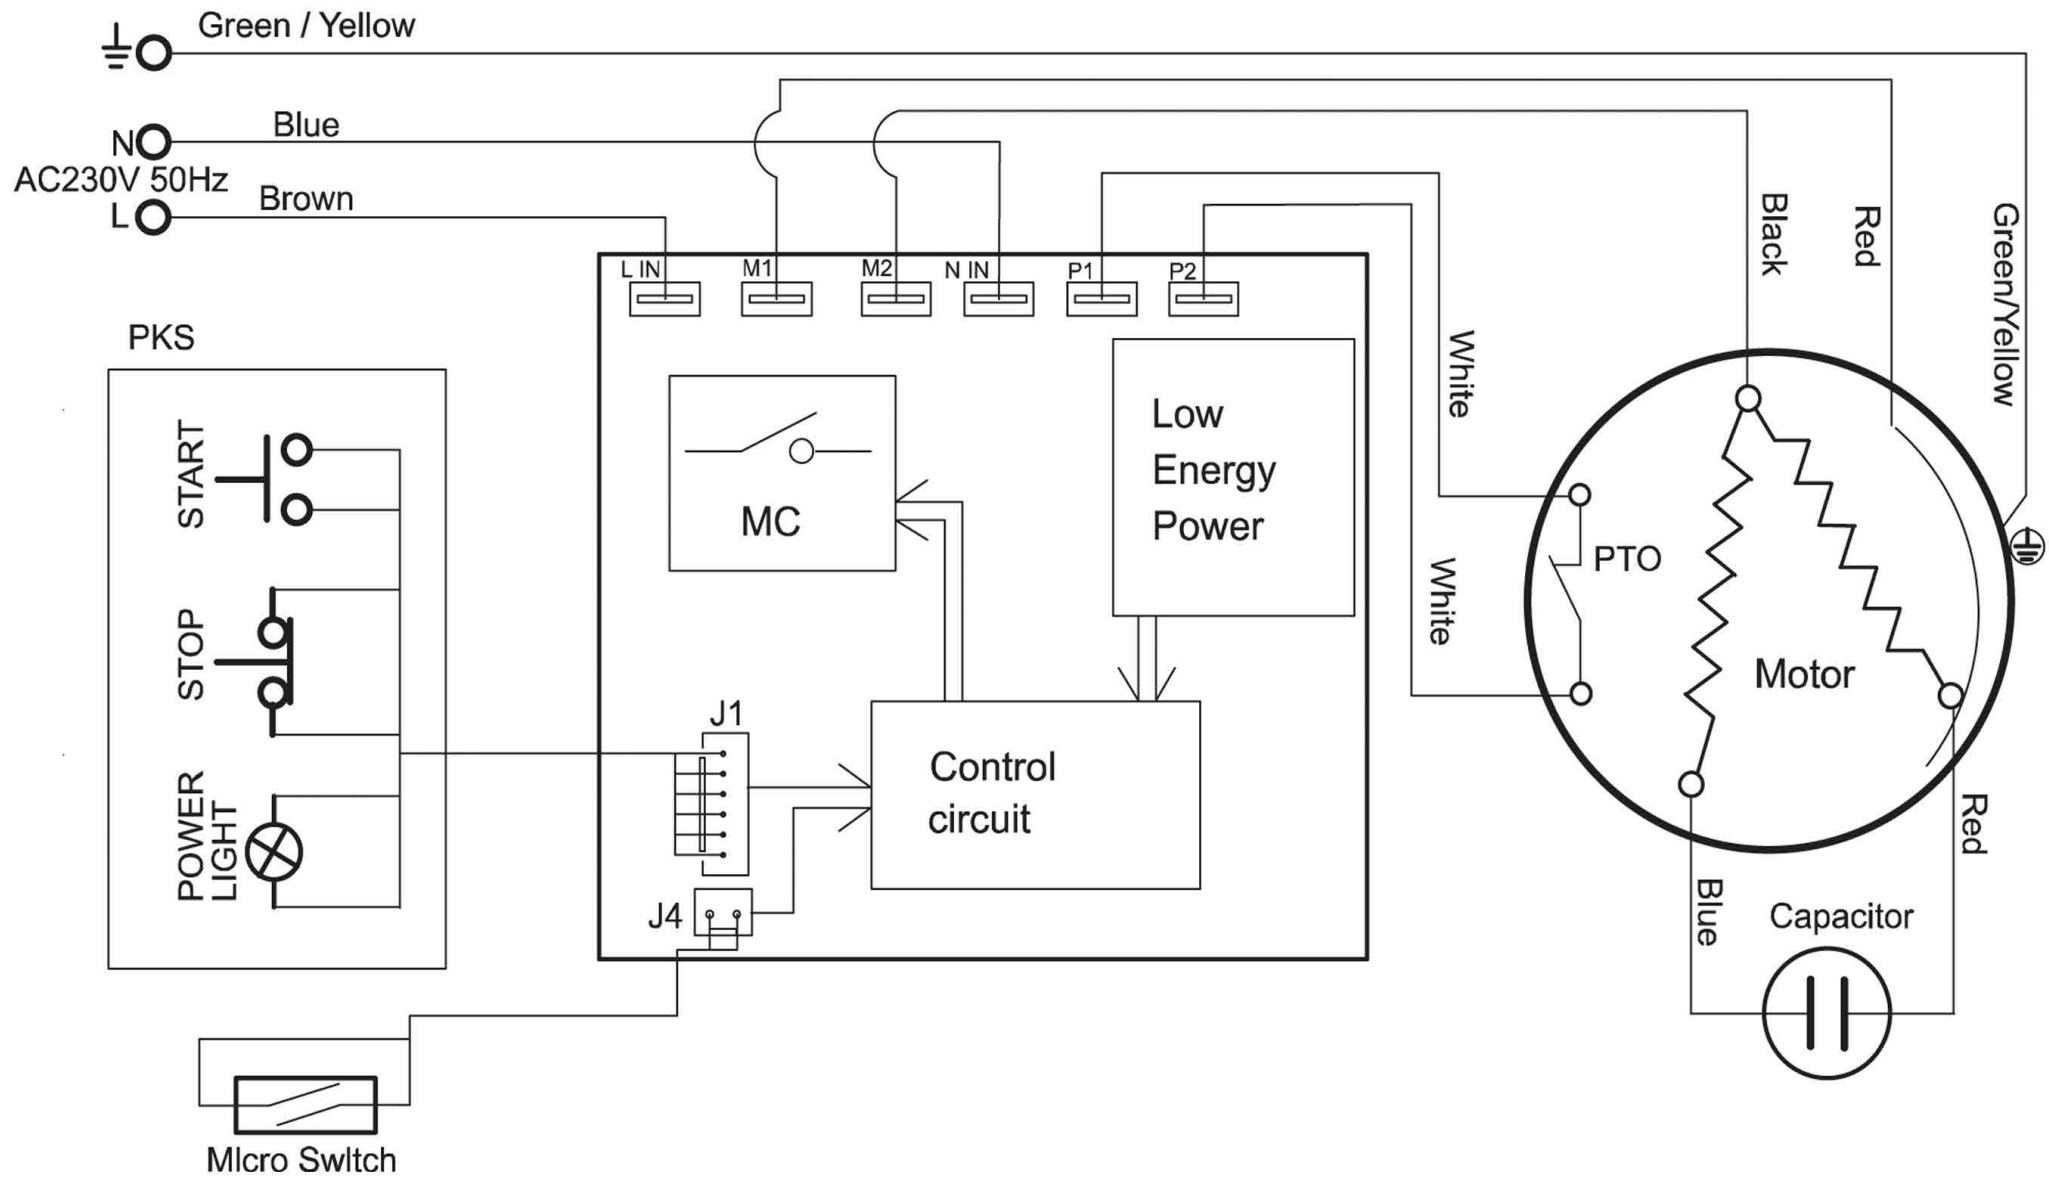 Green / Yellow
N
Blue
AC230V 50Hz
L
Brown
L IN
M1
M2
N IN
P1
P2
Black
Red
Green/Yellow
PKS
START
STOP
POWER
LIGHT
MC
Low
Energy
Power
White
White
PTO
Motor
J1
Control
circuit
J4
Red
Blue
Capacitor
MIcro SwItch